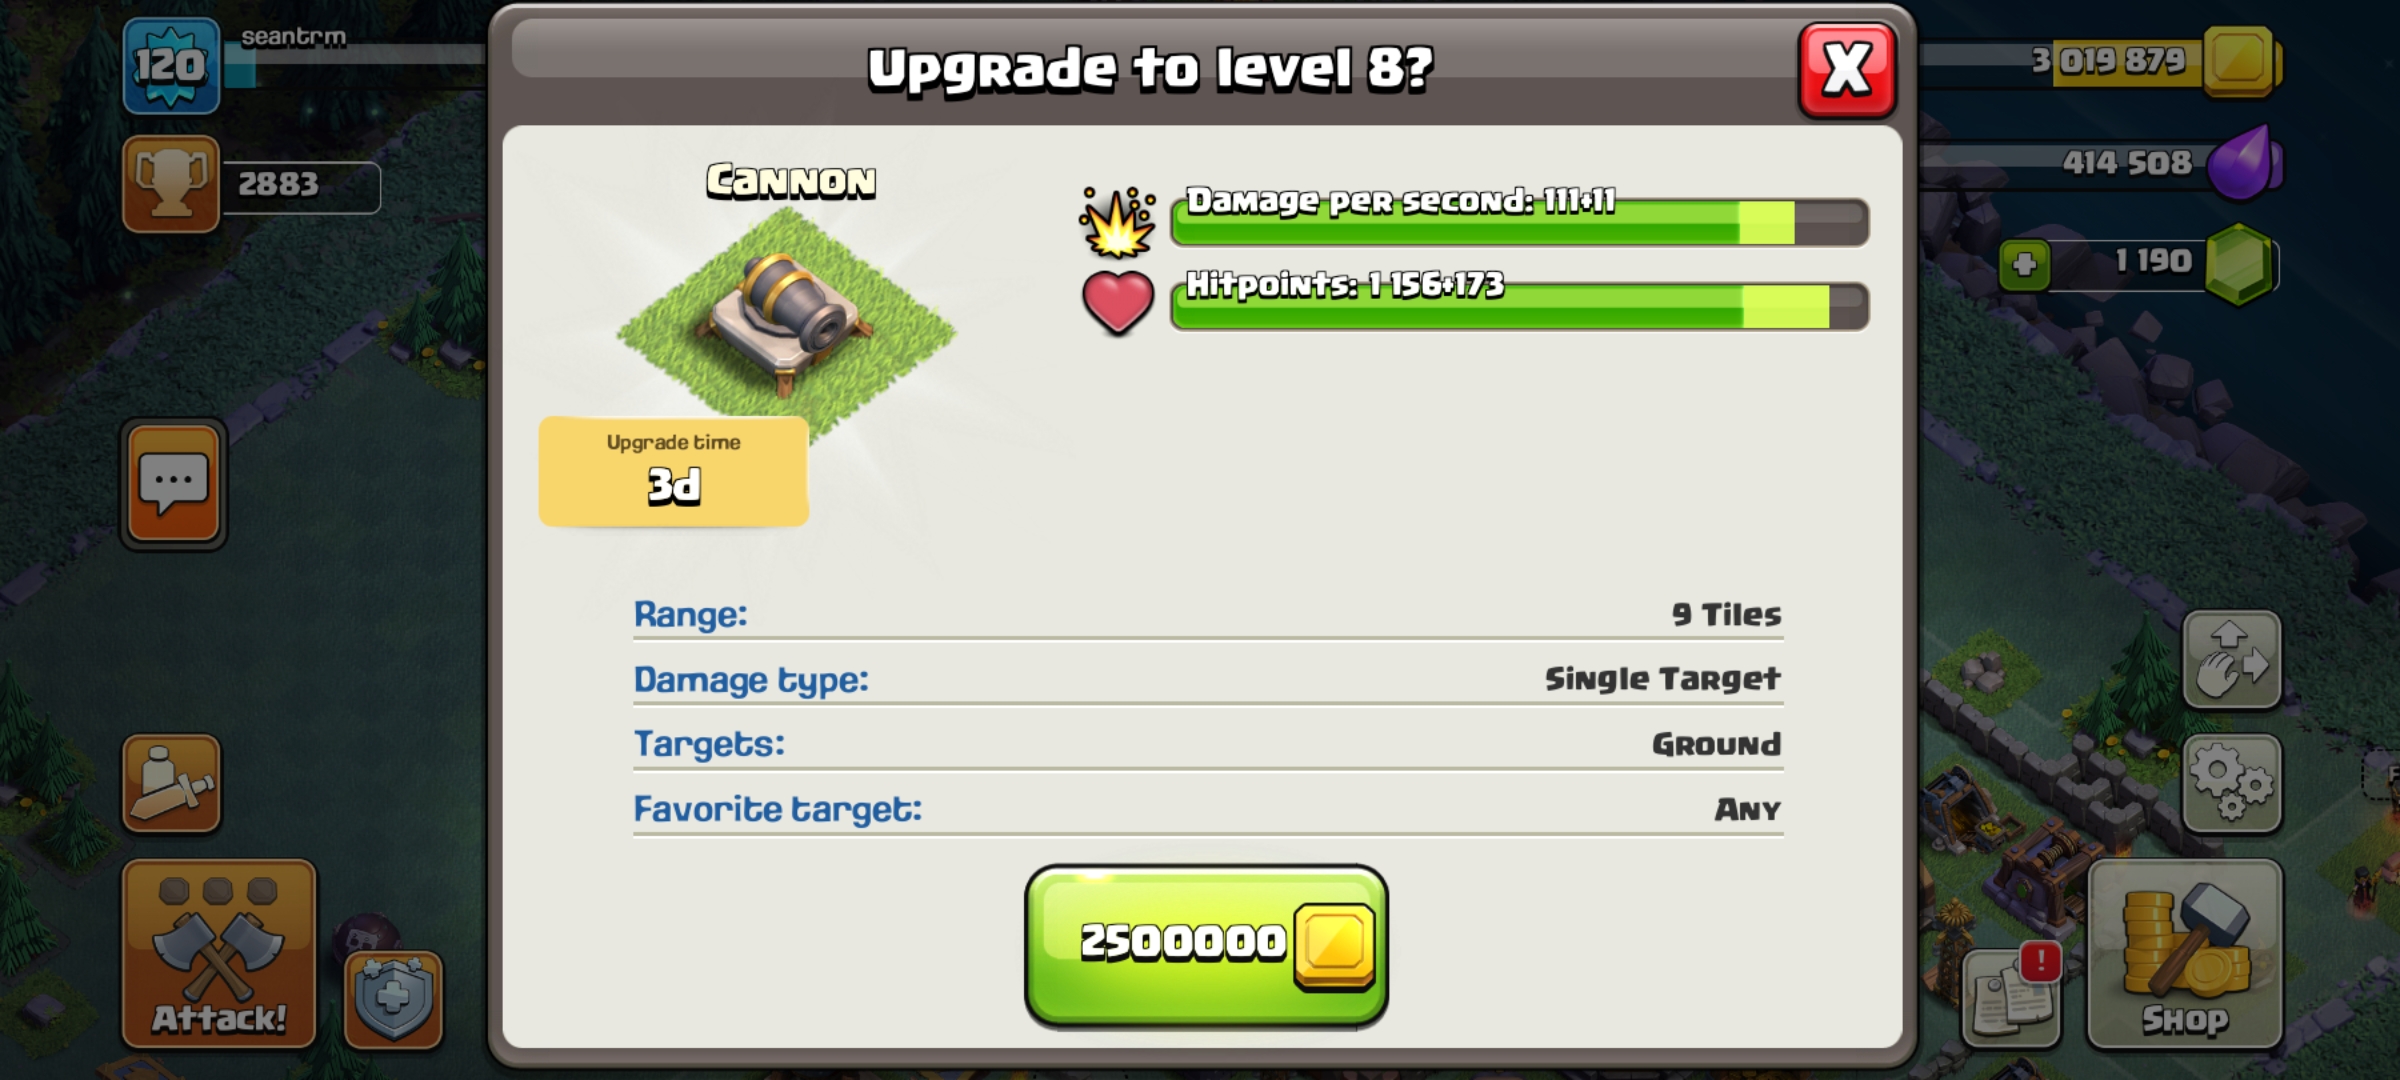 120
seantrm
2883
Upgrade to level 8?
X
3 019 879
414 508
1 190
Cannon
Damage per second: 111+11
Hitpoints: 1 156+173
Upgrade time
3d
Range: 9 Tiles
Damage type: Single Target
Targets: Ground
Favorite target: Any
2500000
Attack!
!
Shop